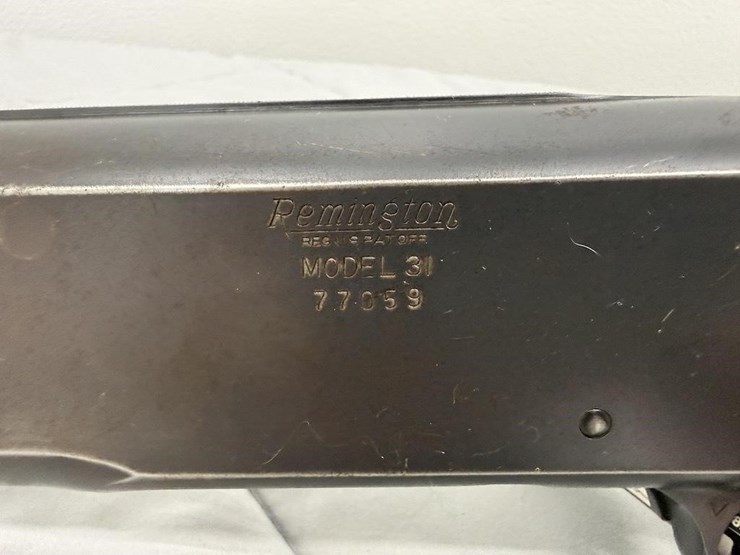 Remington
REG. U.S. PAT. OFF.
MODEL 31
77059